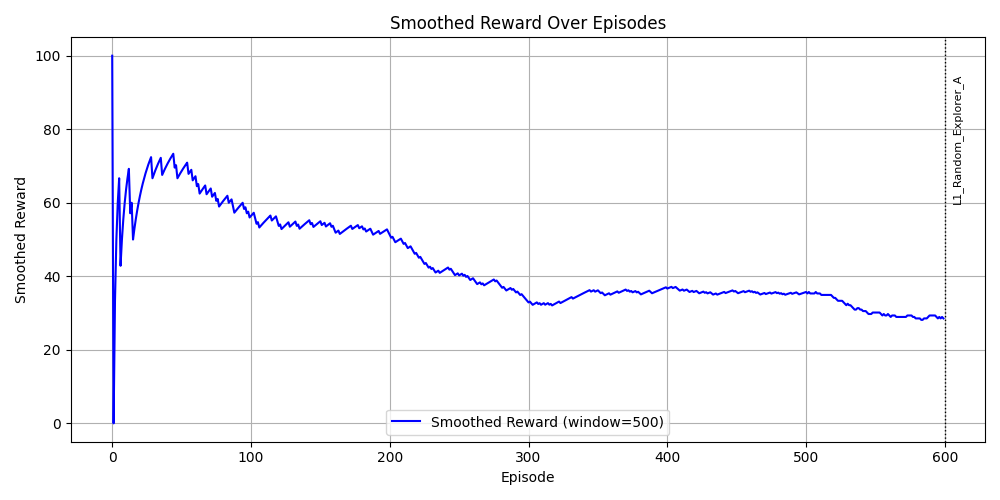 Smoothed Reward Over Episodes
Smoothed Reward
100
80
60
40
20
0
L1_Random_Explorer_A
Smoothed Reward (window=500)
0 100 200 300 400 500 600
Episode